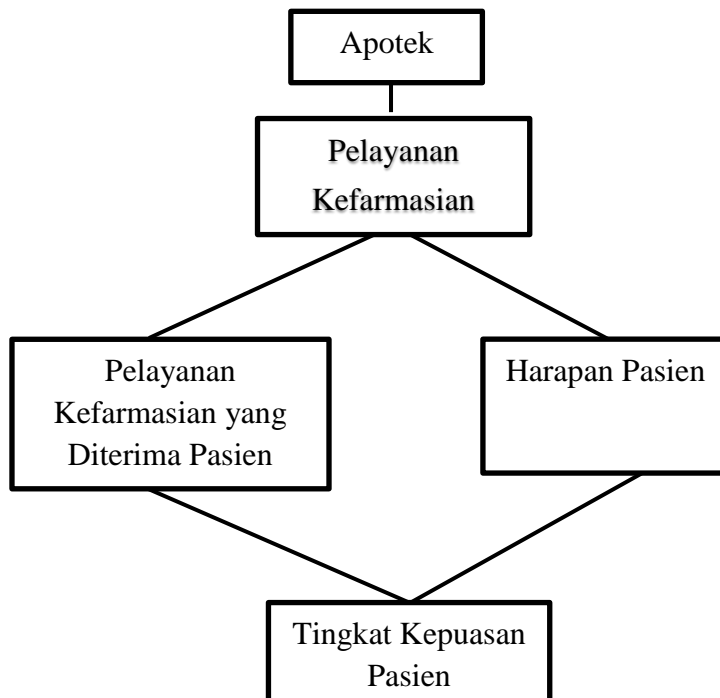 Apotek
Pelayanan
Kefarmasian
Pelayanan
Kefarmasian yang
Diterima Pasien
Harapan Pasien
Tingkat Kepuasan
Pasien